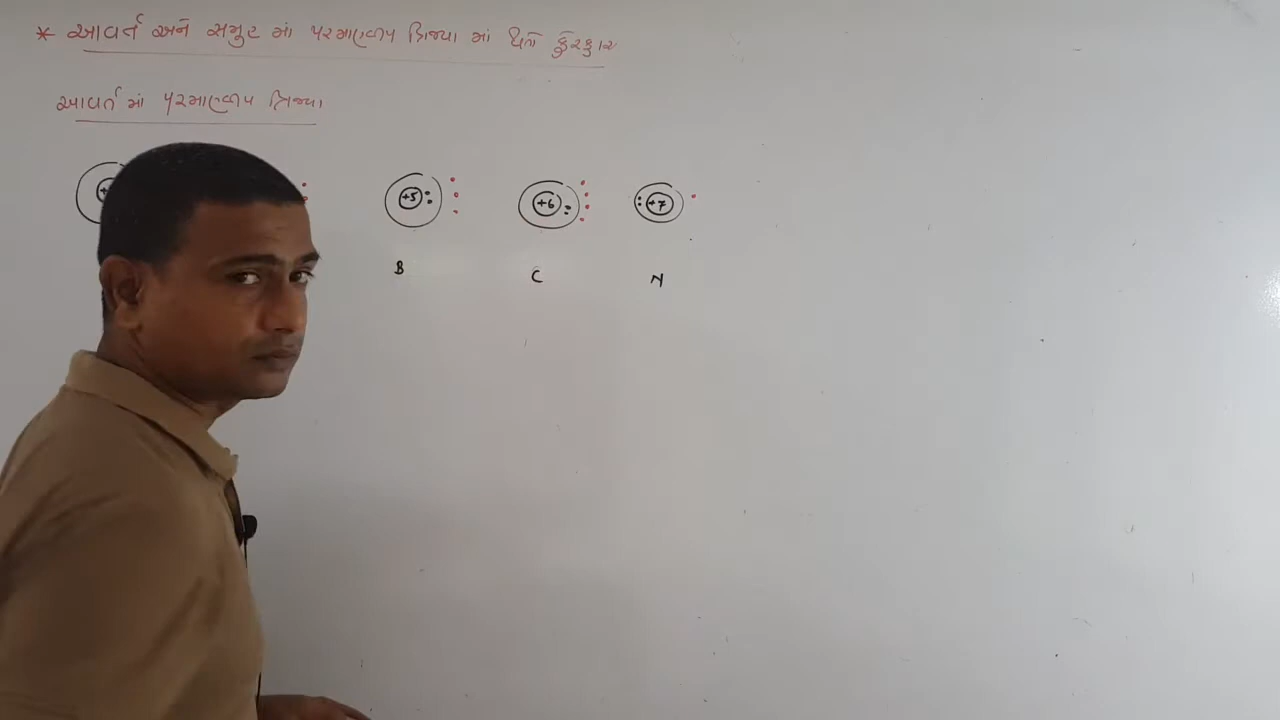 * આવર્ત અને સમુહ માં પરમાણ્વીય ત્રિજ્યા માં થતો ફેરફાર
આવર્ત માં પરમાણ્વીય ત્રિજ્યા
+5 +6 +7
B C N